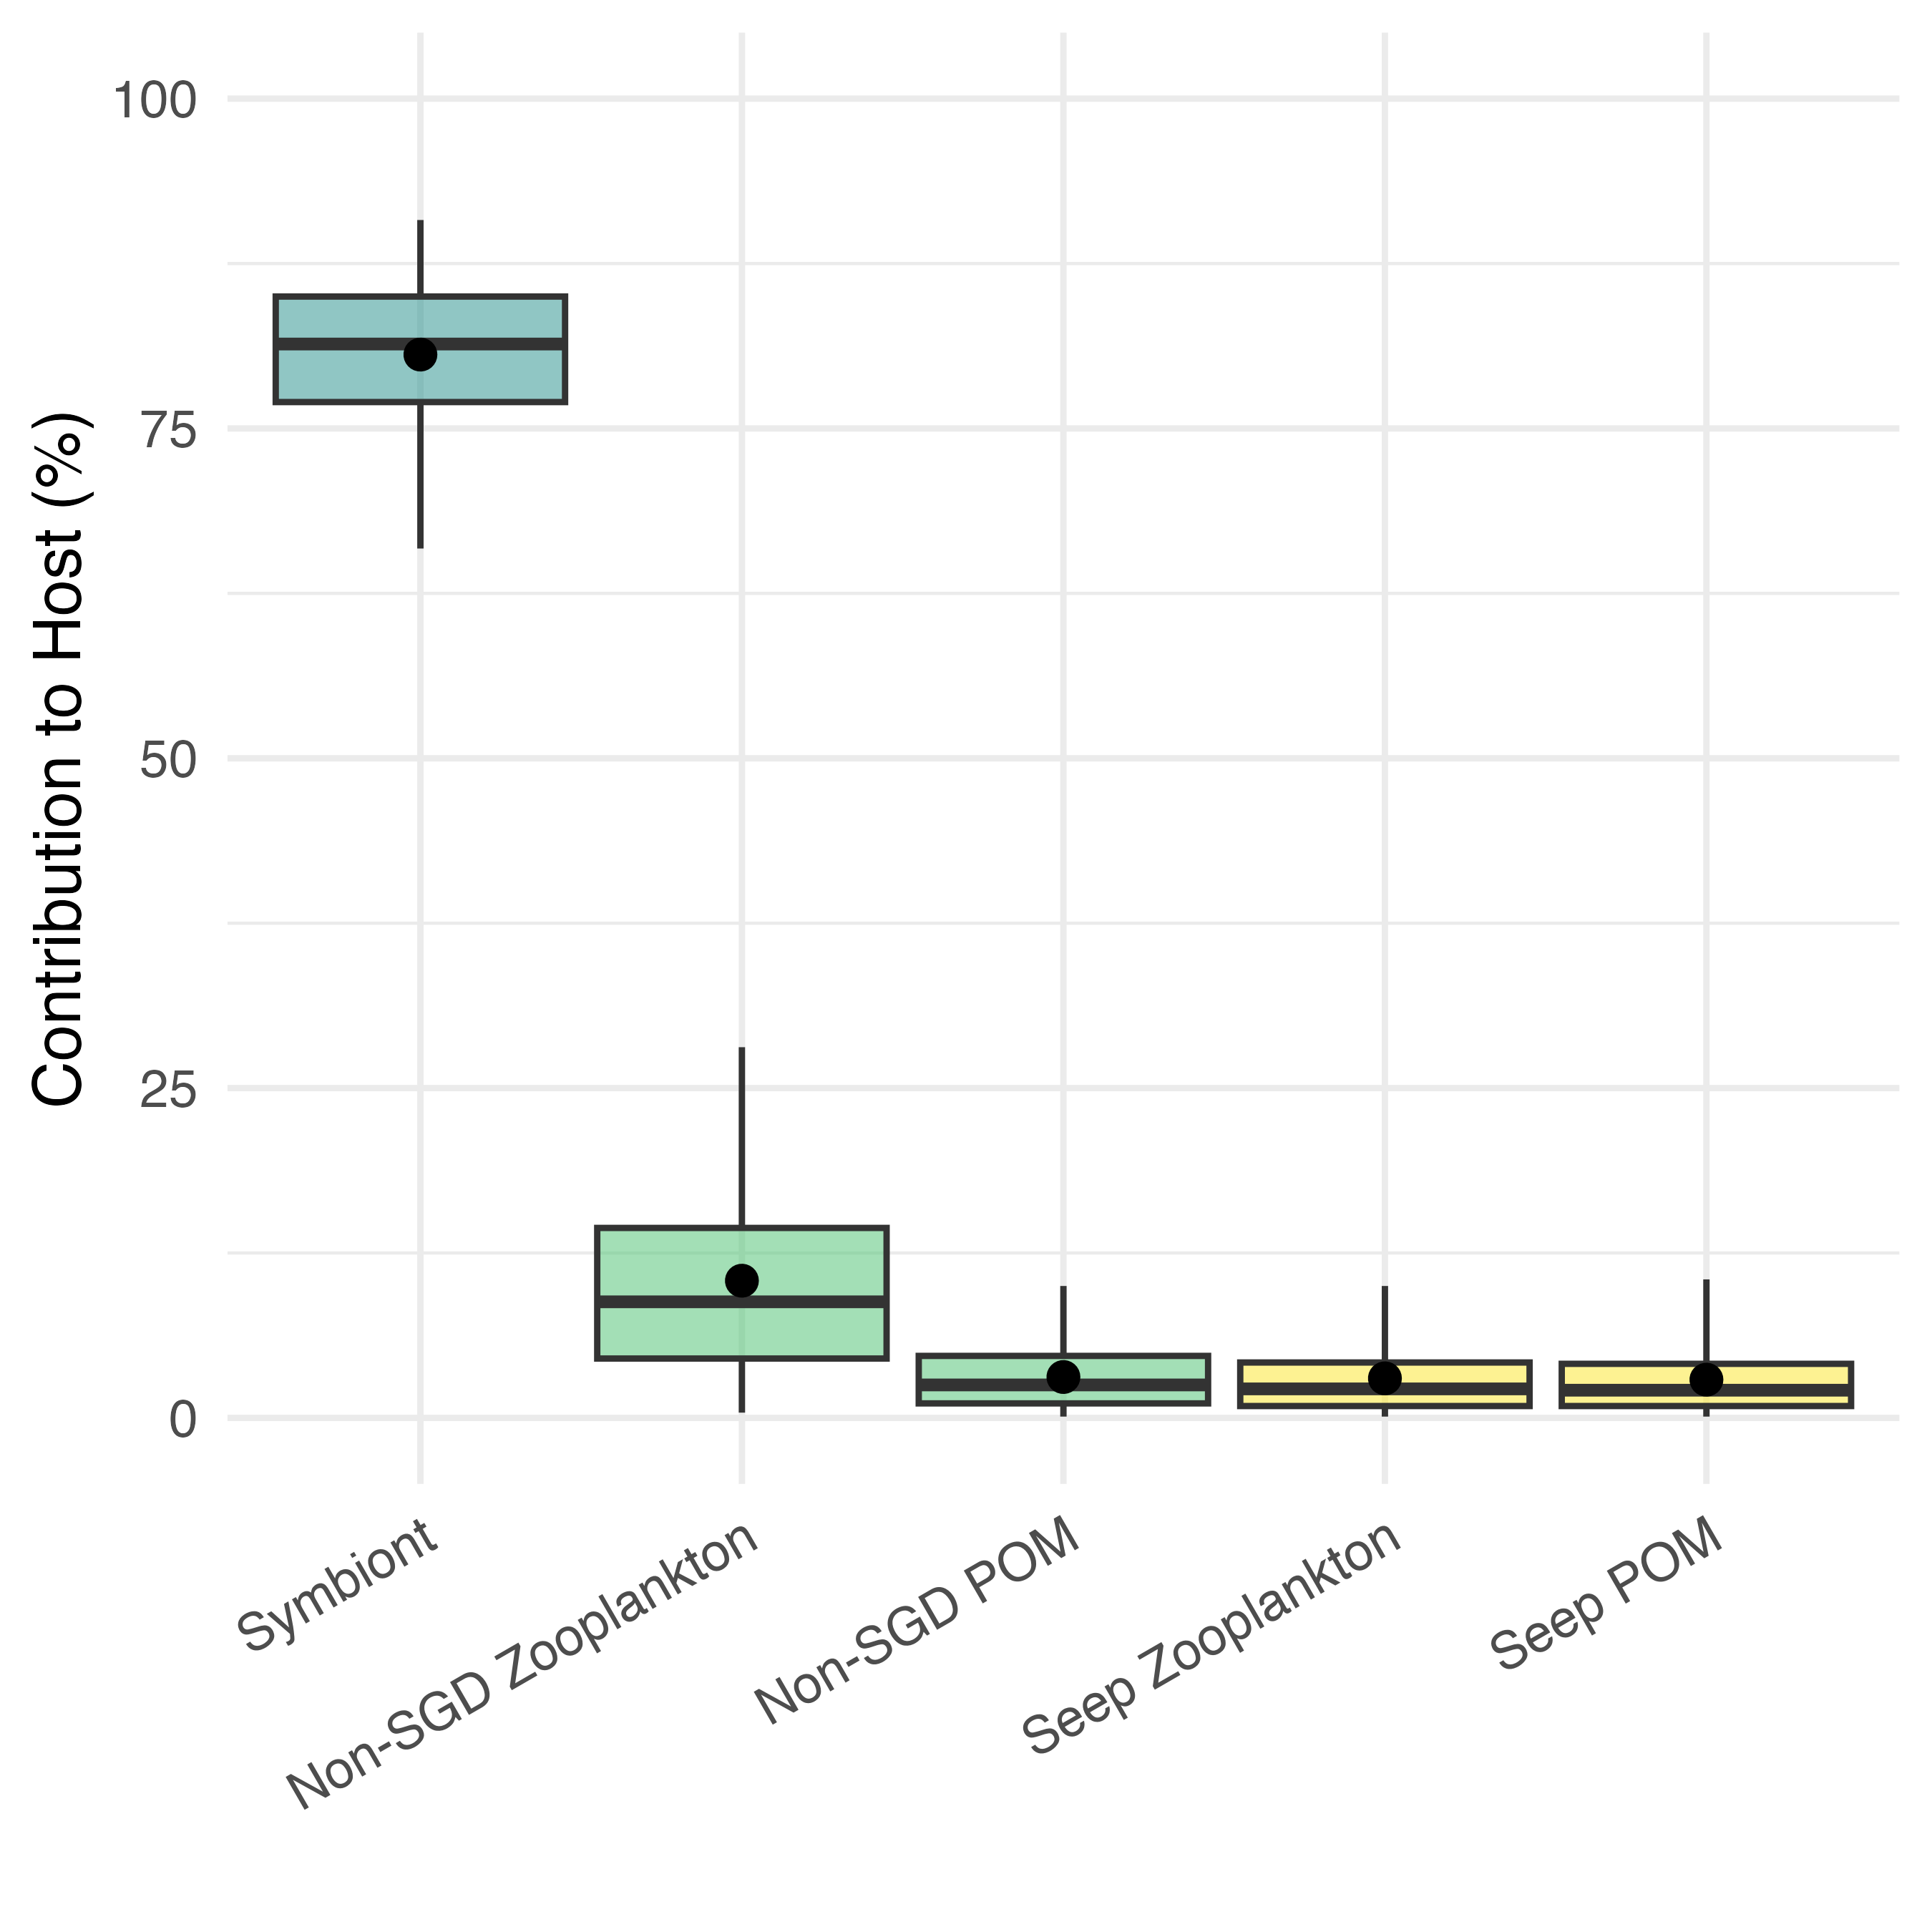 Contribution to Host (%)
100
75
50
25
0
Symbiont
Non-SGD Zooplankton
Non-SGD POM
Seep Zooplankton
Seep POM